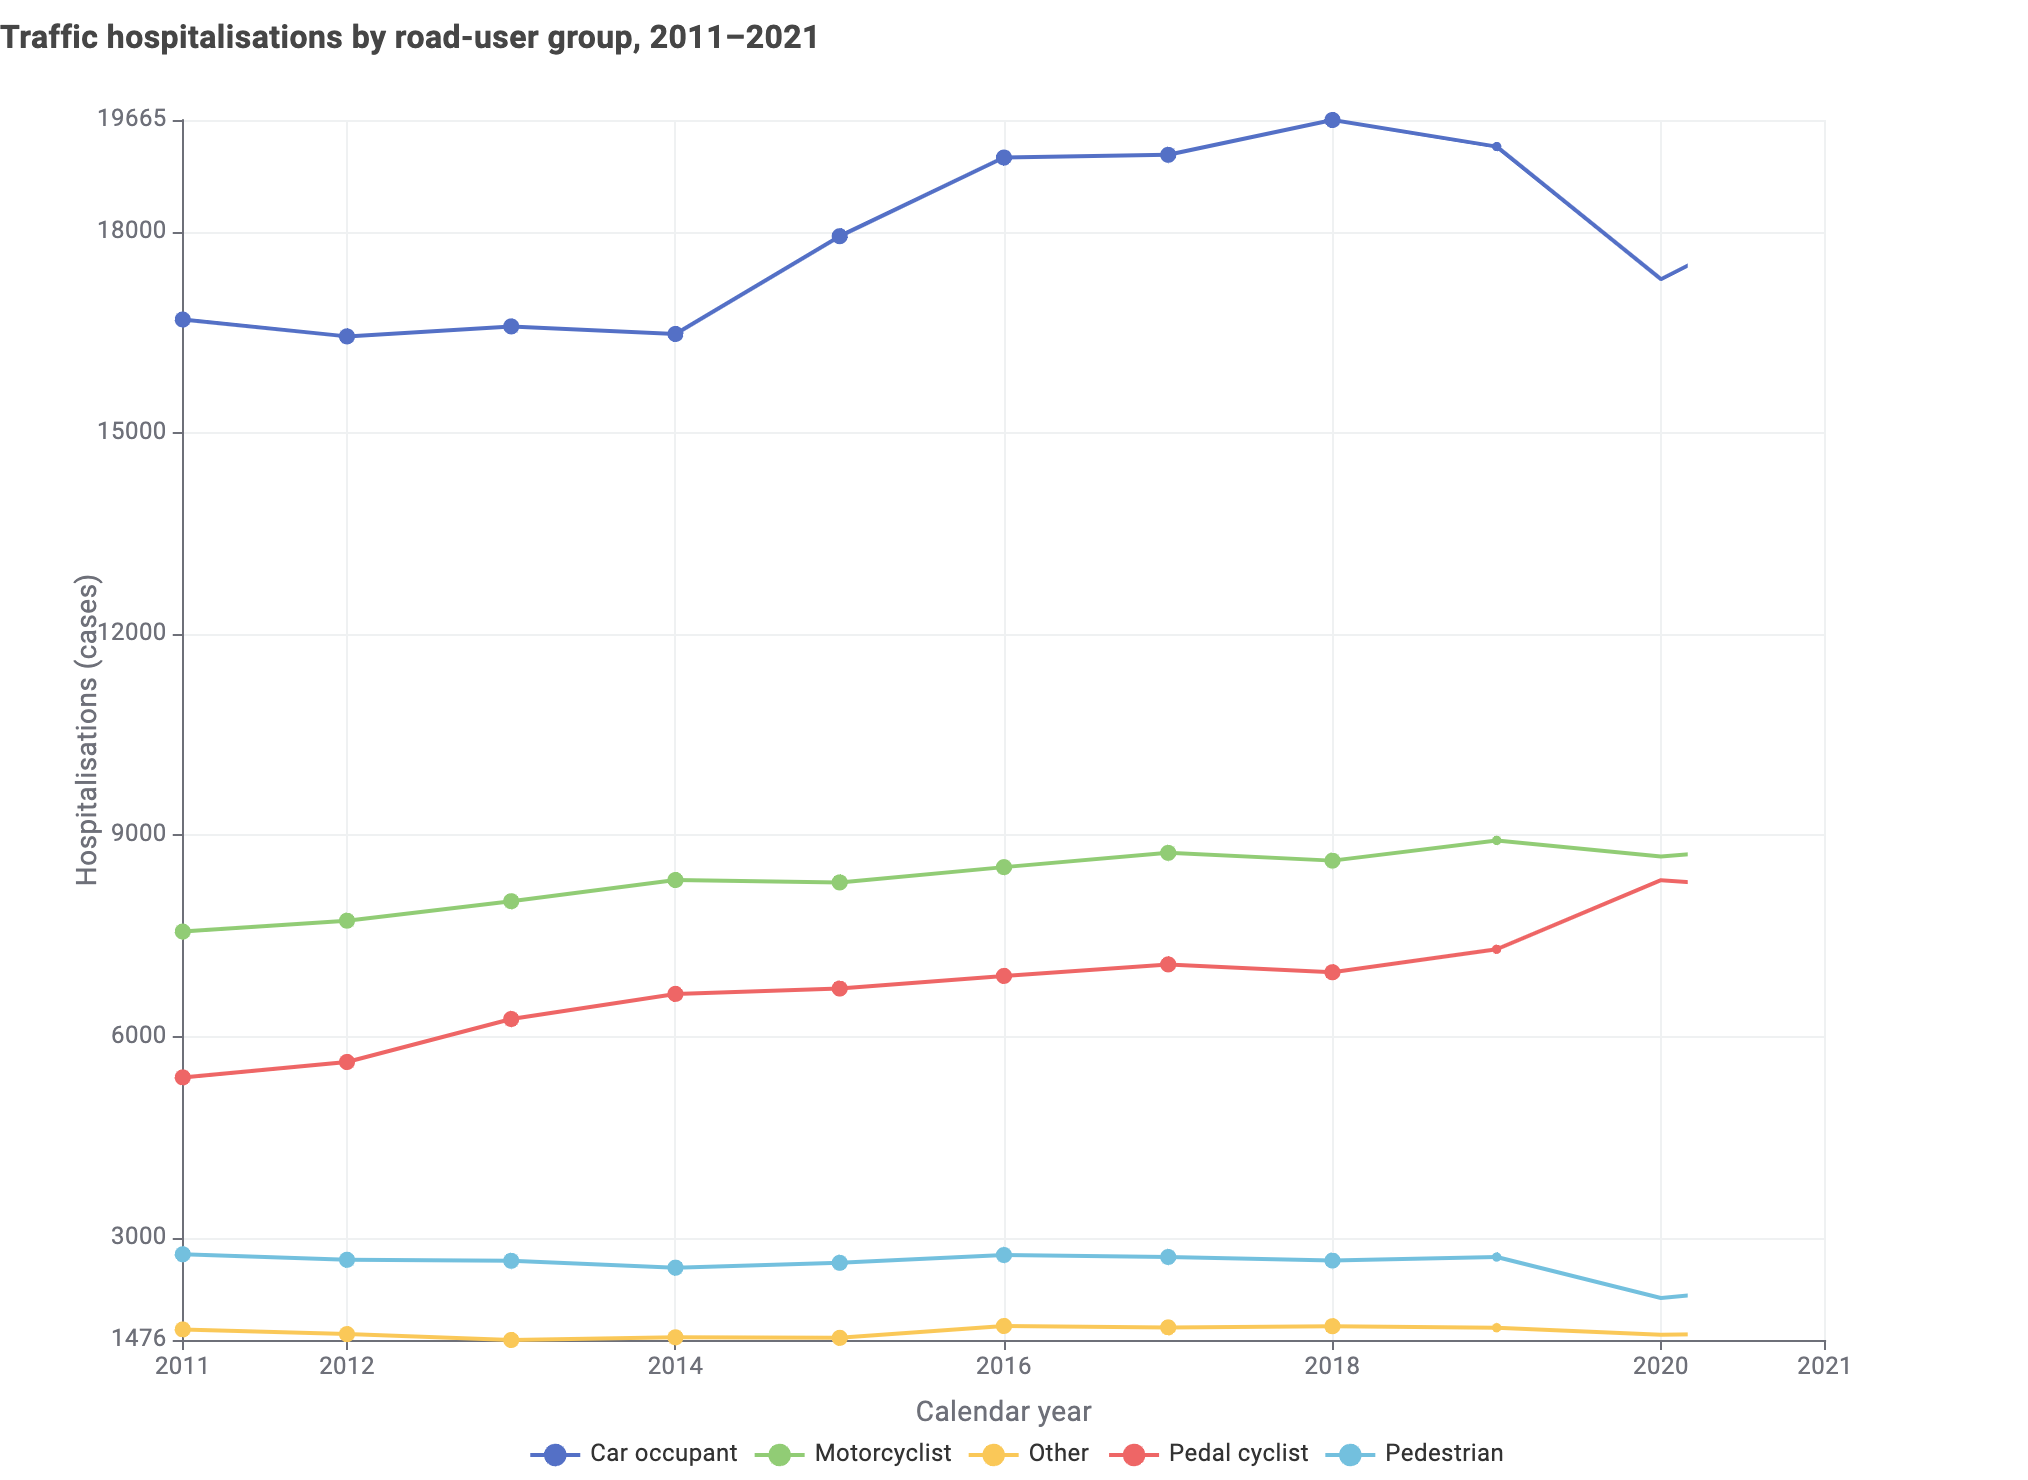 Traffic hospitalisations by road-user group, 2011–2021
19665
18000
15000
12000
9000
6000
3000
1476
Hospitalisations (cases)
2011 2012 2014 2016 2018 2020 2021
Calendar year
Car occupant Motorcyclist Other Pedal cyclist Pedestrian